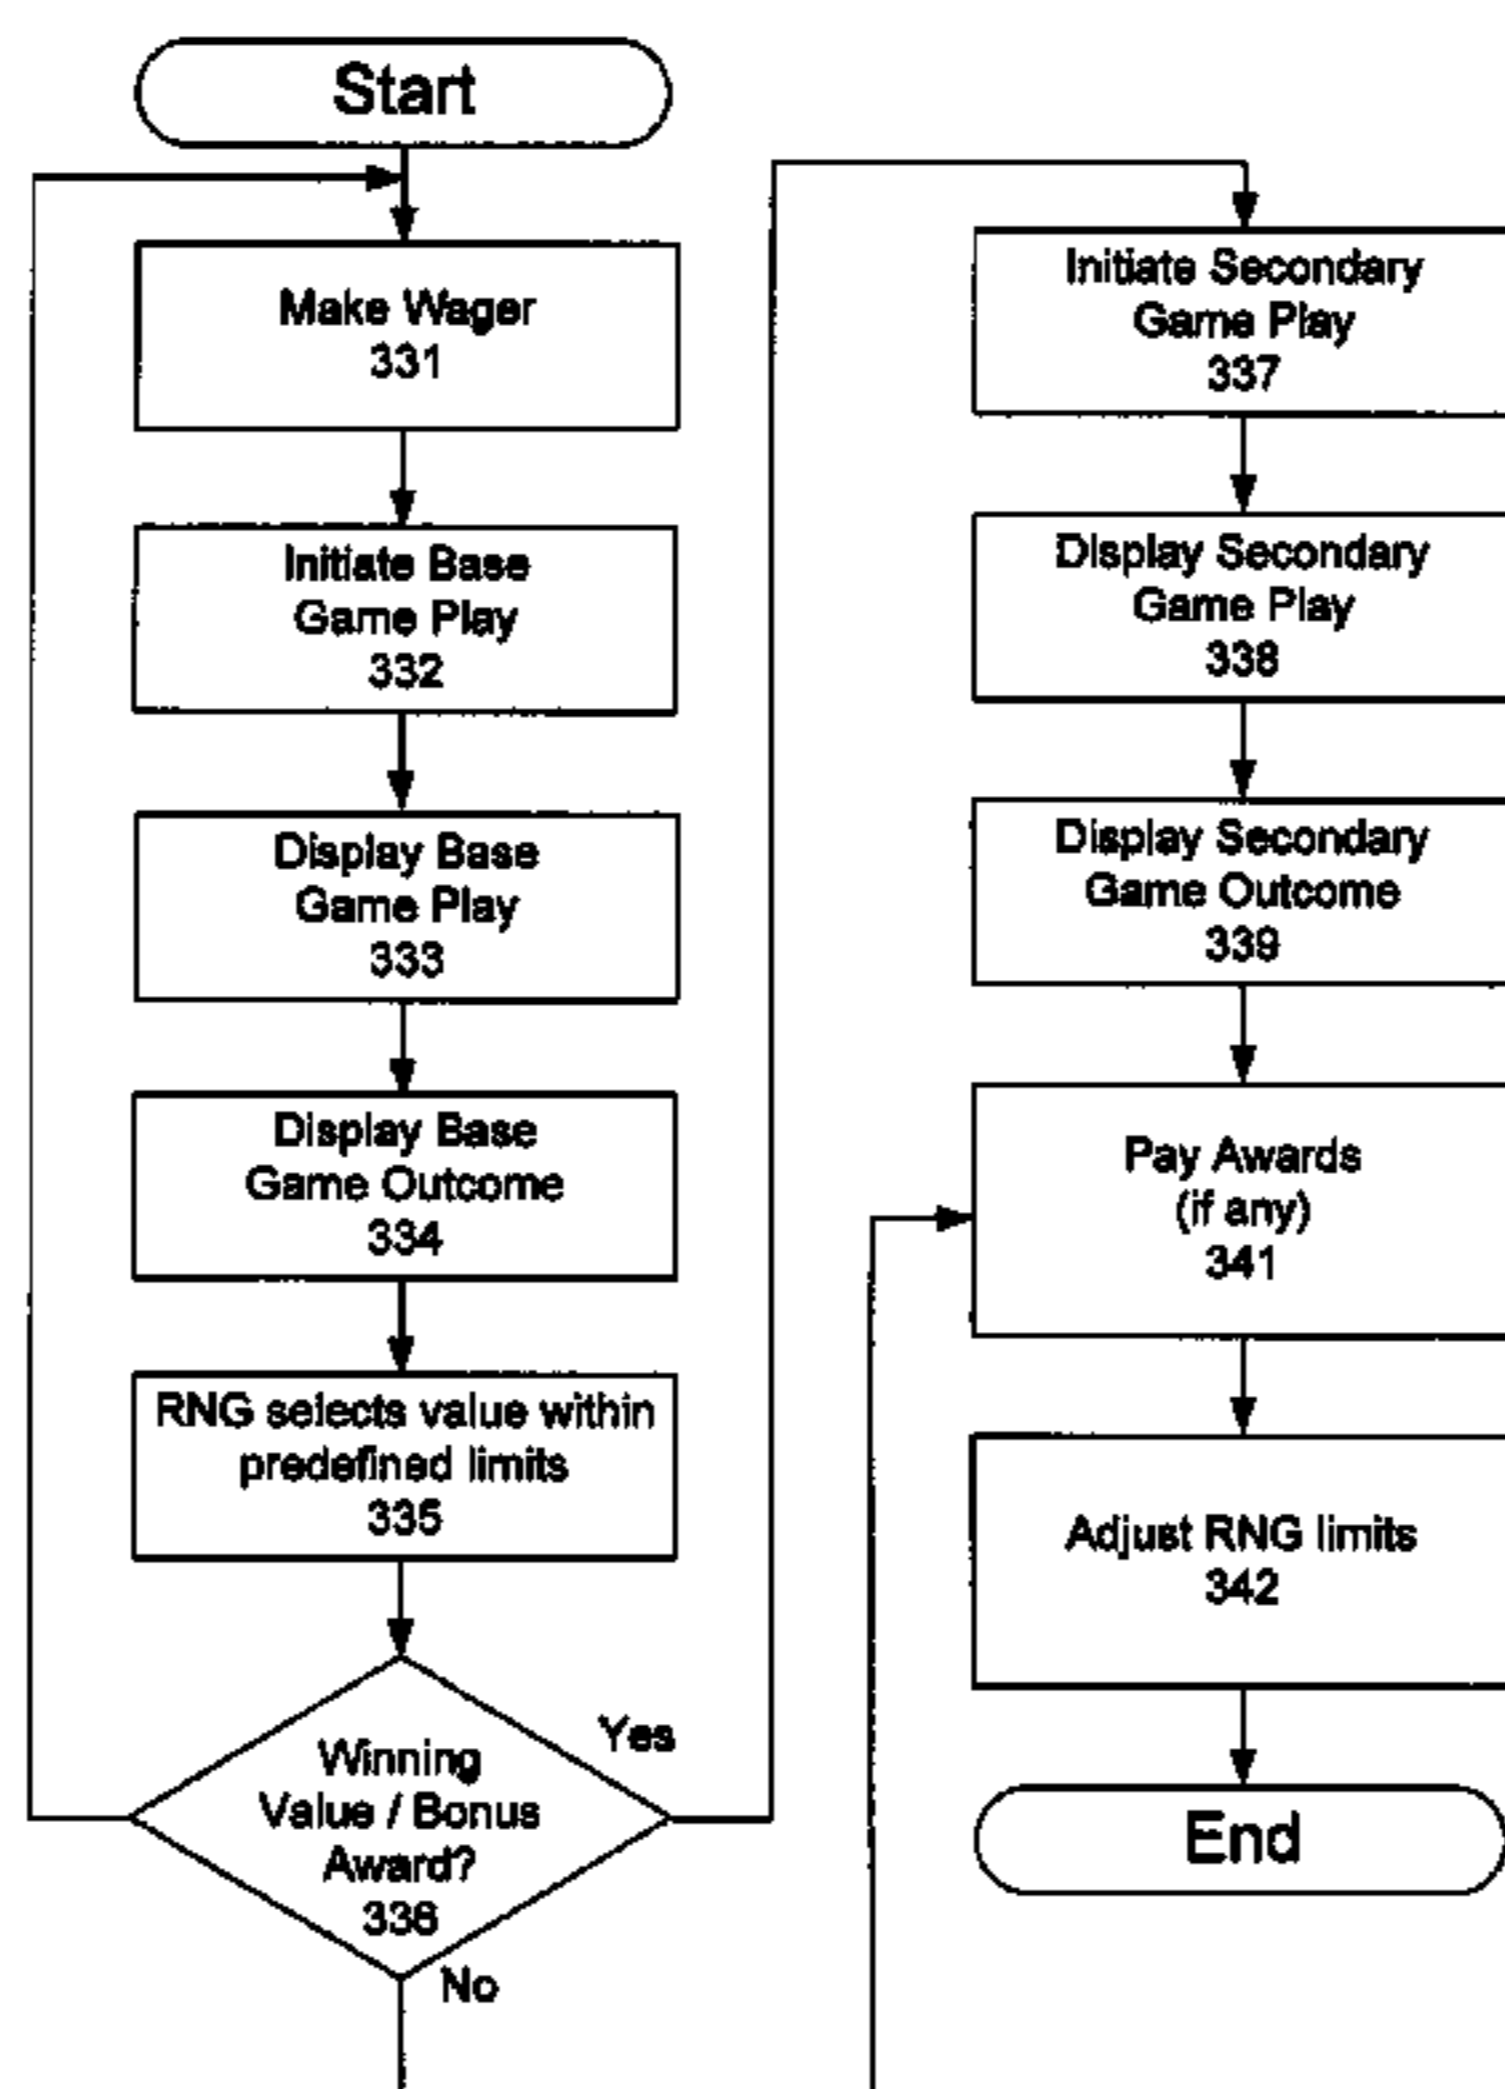 Start
Make Wager
331
Initiate Base
Game Play
332
Display Base
Game Play
333
Display Base
Game Outcome
334
RNG selects value within
predefined limits
335
Winning
Value / Bonus
Award?
336
Yes
No
Initiate Secondary
Game Play
337
Display Secondary
Game Play
338
Display Secondary
Game Outcome
339
Pay Awards
(if any)
341
Adjust RNG limits
342
End